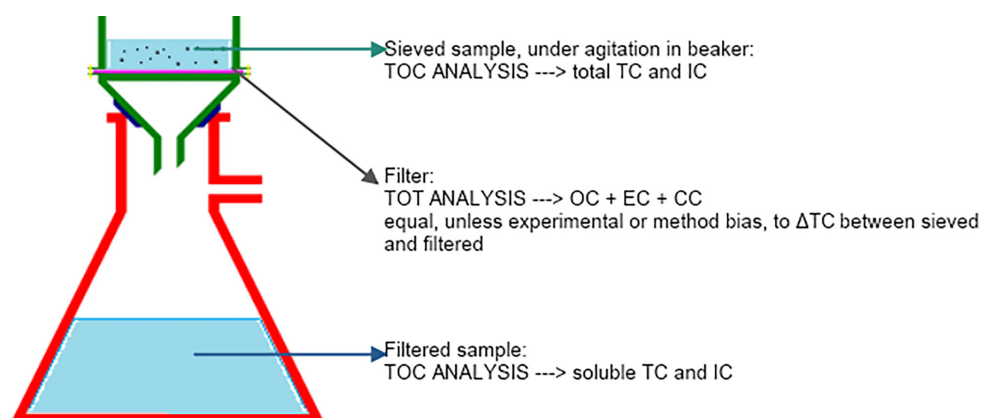 Sieved sample, under agitation in beaker:
TOC ANALYSIS ---> total TC and IC
Filter:
TOT ANALYSIS ---> OC + EC + CC
equal, unless experimental or method bias, to ΔTC between sieved
and filtered
Filtered sample:
TOC ANALYSIS ---> soluble TC and IC